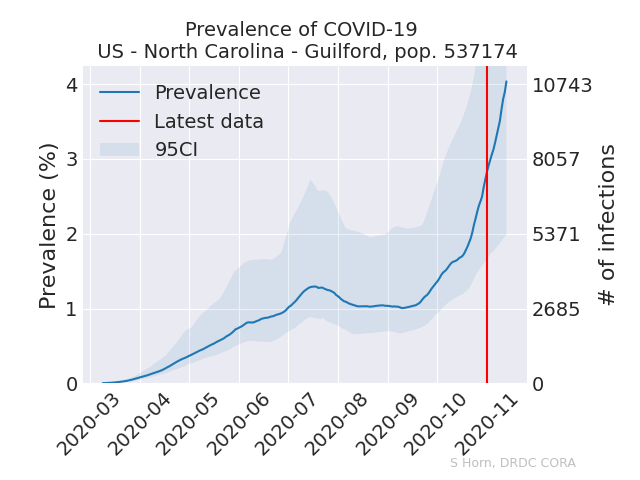 Prevalence of COVID-19
US - North Carolina - Guilford, pop. 537174
Prevalence
Latest data
95CI
Prevalence (%)
4
3
2
1
0
10743
8057
5371
2685
0
# of infections
2020-03
2020-04
2020-05
2020-06
2020-07
2020-08
2020-09
2020-10
2020-11
S Horn, DRDC CORA